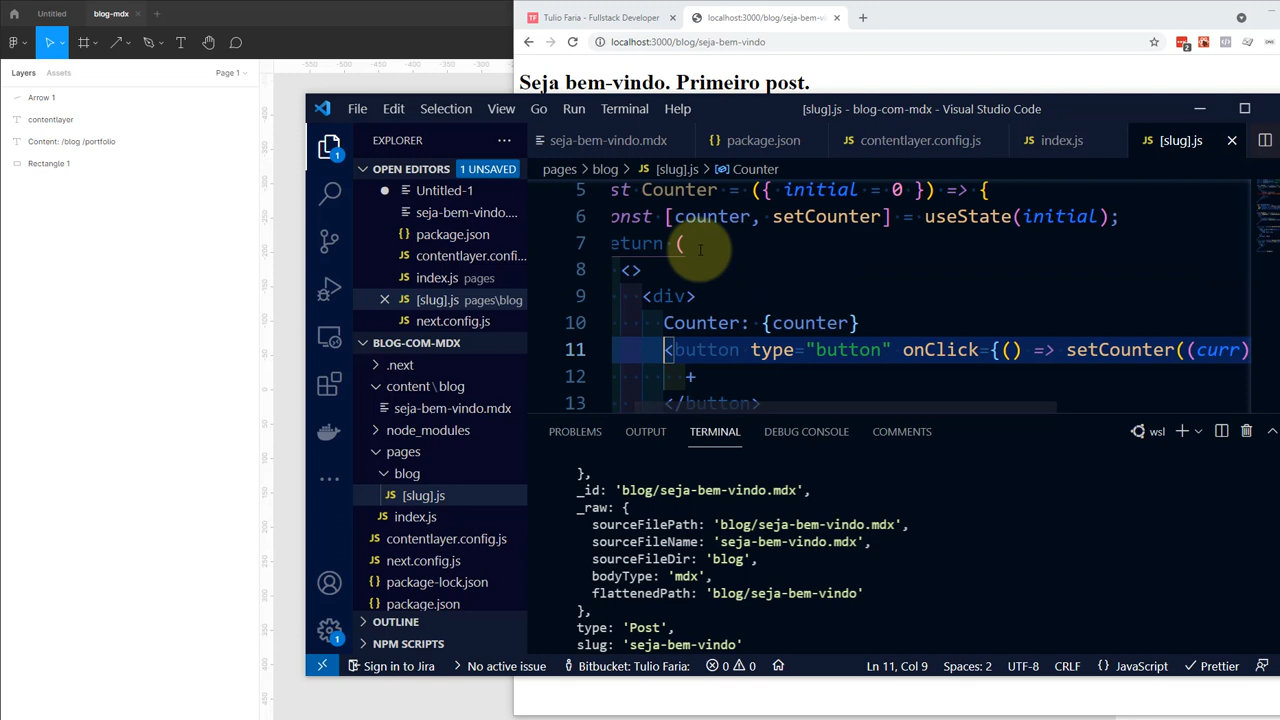 Untitled
blog-mdx
Layers
Assets
Page 1
Arrow 1
contentlayer
Content: /blog /portfolio
Rectangle 1
-550 -500 -450 -400 -350 -300 -250
Tulio Faria - Fullstack Developer
localhost:3000/blog/seja-bem-vi
localhost:3000/blog/seja-bem-vindo
Seja bem-vindo. Primeiro post.
File Edit Selection View Go Run Terminal Help
[slug].js - blog-com-mdx - Visual Studio Code
EXPLORER
OPEN EDITORS 1 UNSAVED
Untitled-1
seja-bem-vindo....
package.json
contentlayer.confi...
index.js pages
[slug].js pages\blog
next.config.js
BLOG-COM-MDX
.next
content\blog
seja-bem-vindo.mdx
node_modules
pages
blog
[slug].js
index.js
contentlayer.config.js
next.config.js
package-lock.json
package.json
OUTLINE
NPM SCRIPTS
seja-bem-vindo.mdx
package.json
contentlayer.config.js
index.js
[slug].js
pages > blog > [slug].js > Counter
5 st Counter = ({ initial = 0 }) => {
6 onst [counter, setCounter] = useState(initial);
7 eturn (
8 <>
9 <div>
10 Counter: {counter}
11 <button type="button" onClick={() => setCounter((curr)
12 +
13 </button>
PROBLEMS OUTPUT TERMINAL DEBUG CONSOLE COMMENTS
wsl
},
_id: 'blog/seja-bem-vindo.mdx',
_raw: {
sourceFilePath: 'blog/seja-bem-vindo.mdx',
sourceFileName: 'seja-bem-vindo.mdx',
sourceFileDir: 'blog',
bodyType: 'mdx',
flattenedPath: 'blog/seja-bem-vindo'
},
type: 'Post',
slug: 'seja-bem-vindo'
Sign in to Jira
No active issue
Bitbucket: Tulio Faria:
0 0
Ln 11, Col 9
Spaces: 2
UTF-8
CRLF
JavaScript
Prettier